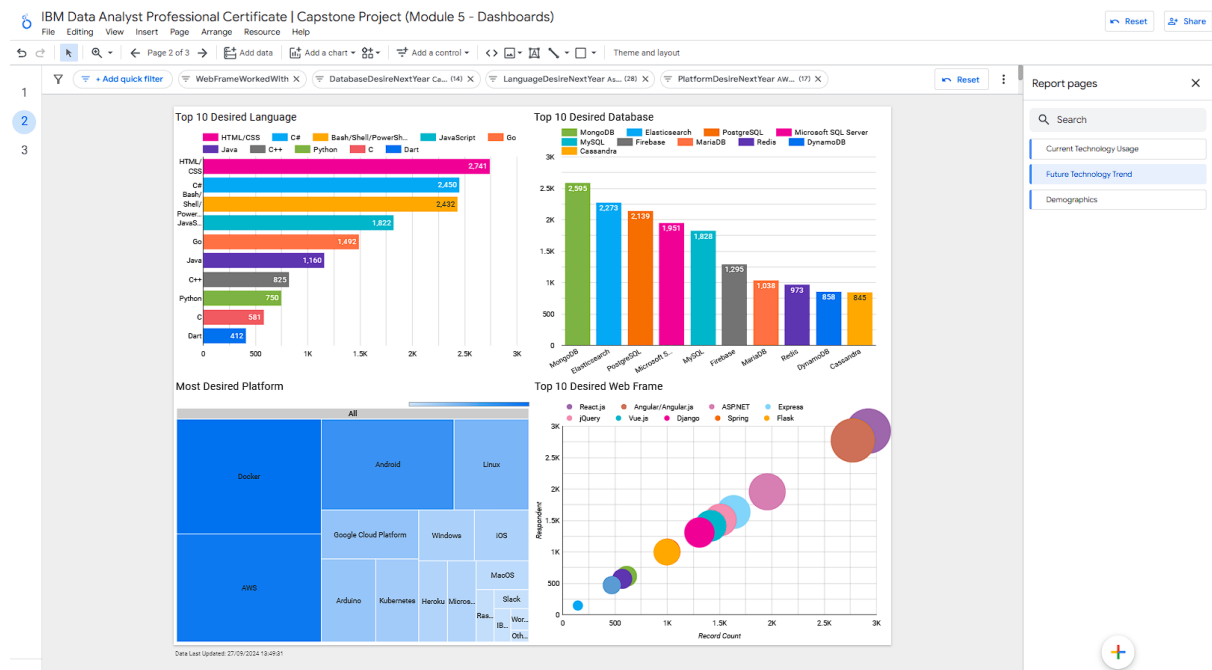 IBM Data Analyst Professional Certificate | Capstone Project (Module 5 - Dashboards)
Reset
Share
File Editing View Insert Page Arrange Resource Help
Page 2 of 3
Add data
Add a chart
Add a control
Theme and layout
+ Add quick filter
WebFrameWorkedWith
DatabaseDesireNextYear Ca... (14)
LanguageDesireNextYear As... (28)
PlatformDesireNextYear AW... (17)
Reset
1
2
3
Report pages
Search
Current Technology Usage
Future Technology Trend
Demographics
Top 10 Desired Language
HTML/CSS C# Bash/Shell/PowerSh... JavaScript Go
Java C++ Python C Dart
HTML/
CSS
2,741
C#
2,450
Bash/
Shell/
Power...
2,432
JavaS...
1,822
Go
1,492
Java
1,160
C++
825
Python
750
C
581
Dart
412
0 500 1K 1.5K 2K 2.5K 3K
Top 10 Desired Database
MongoDB Elasticsearch PostgreSQL Microsoft SQL Server
MySQL Firebase MariaDB Redis DynamoDB
Cassandra
3K
2.5K
2K
1.5K
1K
500
0
2,595
2,273
2,139
1,951
1,828
1,295
1,038
973
858
845
MongoDB
Elasticsearch
PostgreSQL
Microsoft S...
MySQL
Firebase
MariaDB
Redis
DynamoDB
Cassandra
Most Desired Platform
All
Docker
Android
Linux
AWS
Google Cloud Platform
Windows
iOS
Arduino
Kubernetes
Heroku
Micros...
MacOS
Ras...
Slack
IB...
Wor...
Oth...
Top 10 Desired Web Frame
React.js Angular/Angular.js ASP.NET Express
jQuery Vue.js Django Spring Flask
Respondent
3K
2.5K
2K
1.5K
1K
500
0
0 500 1K 1.5K 2K 2.5K 3K
Record Count
Data Last Updated: 27/09/2024 13:49:31